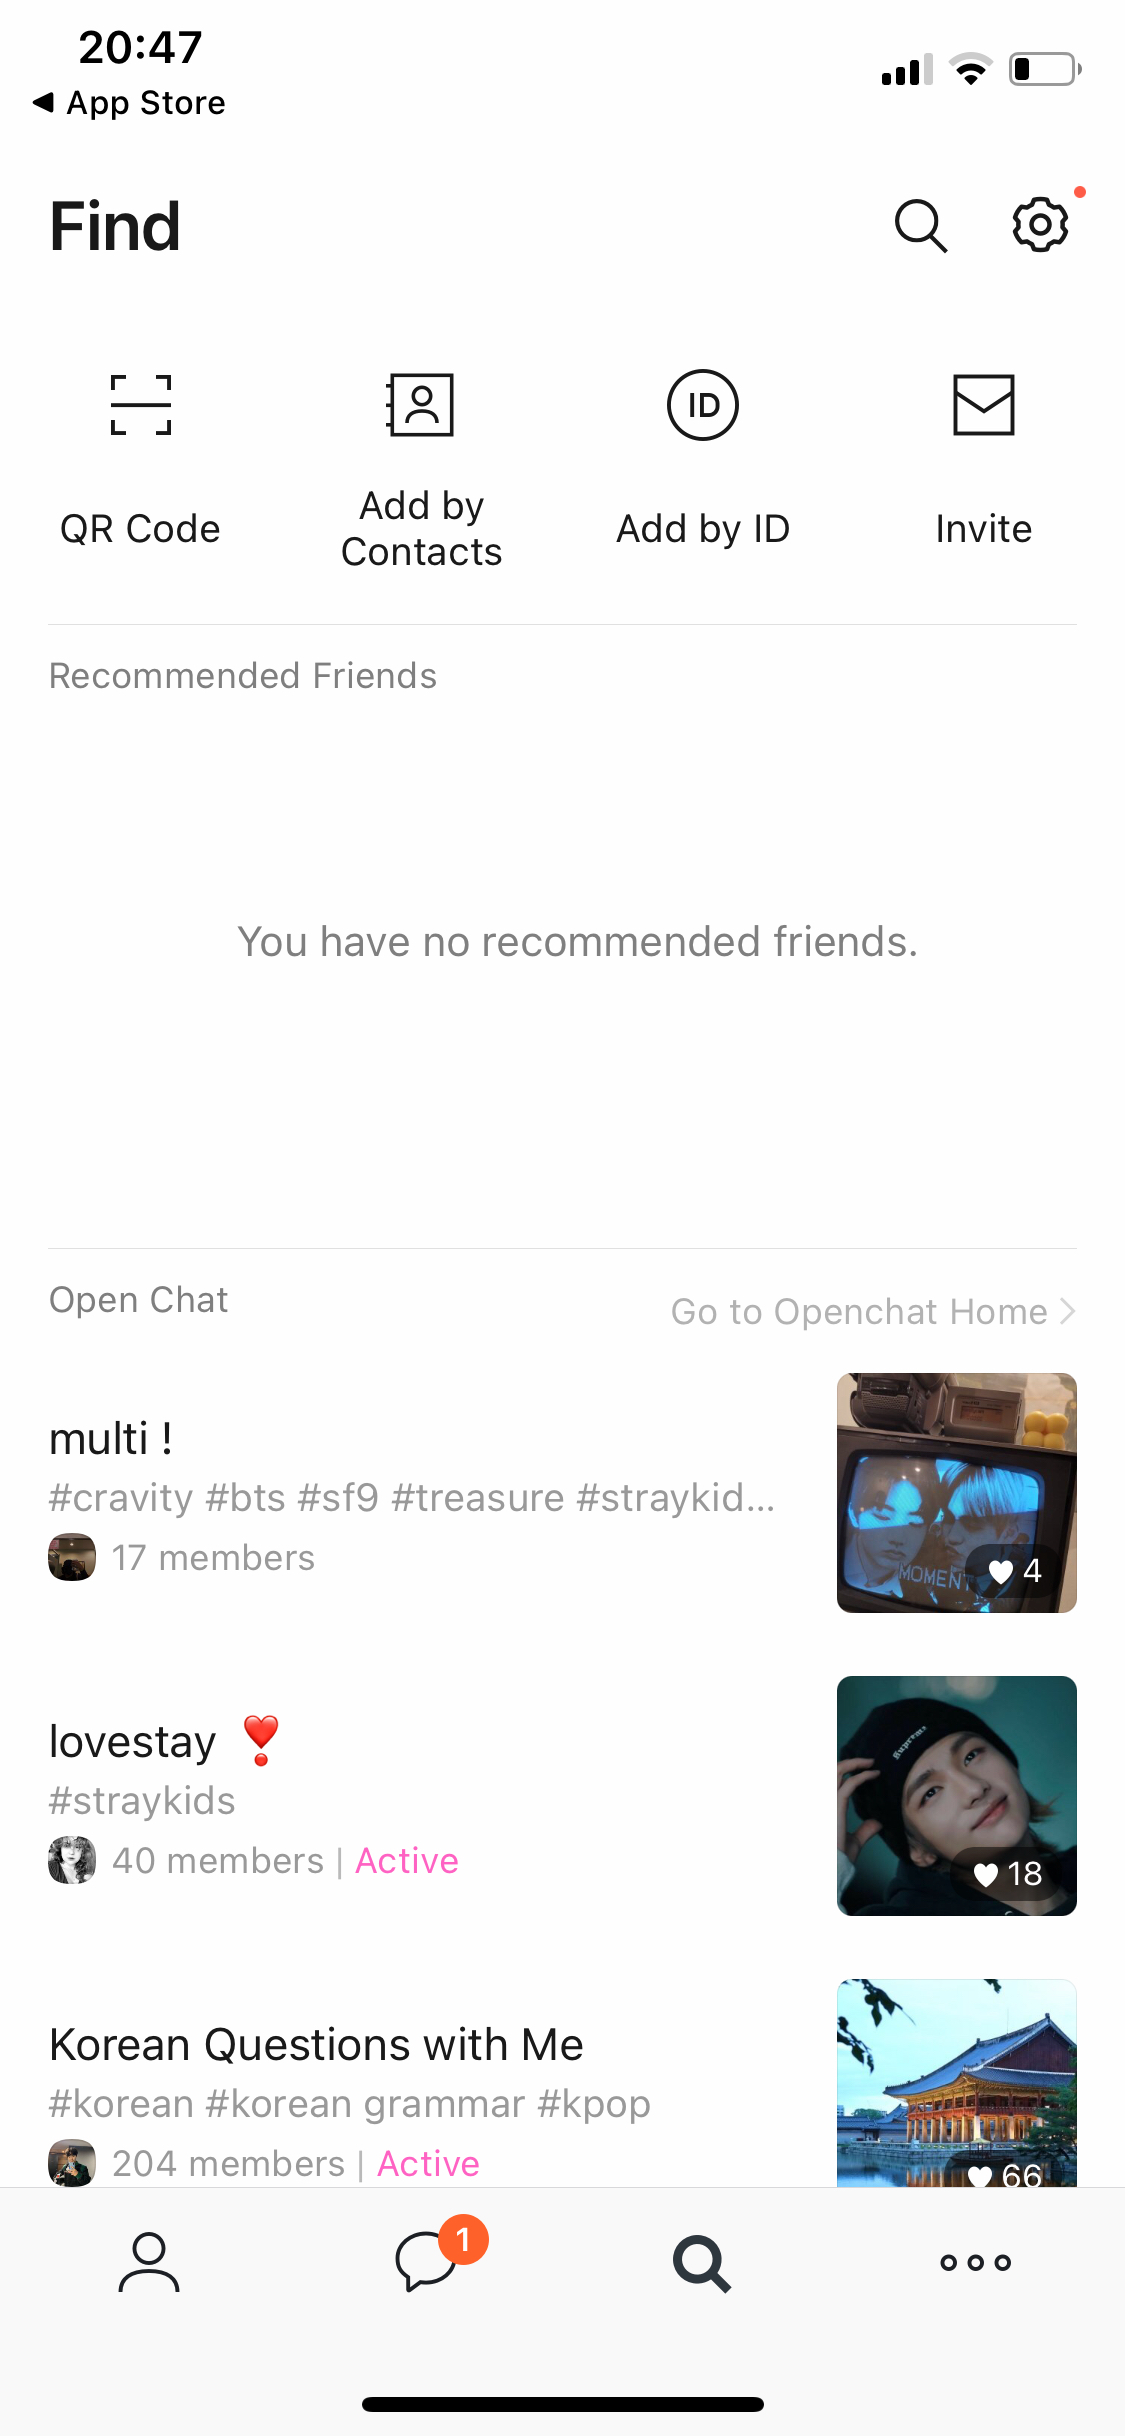 20:47
App Store
Find
QR Code
Add by
Contacts
ID
Add by ID
Invite
Recommended Friends
You have no recommended friends.
Open Chat
Go to Openchat Home
multi !
#cravity #bts #sf9 #treasure #straykid...
17 members
MOMENT
4
lovestay ❣️
#straykids
40 members | Active
Supreme
18
Korean Questions with Me
#korean #korean grammar #kpop
204 members | Active
66
1